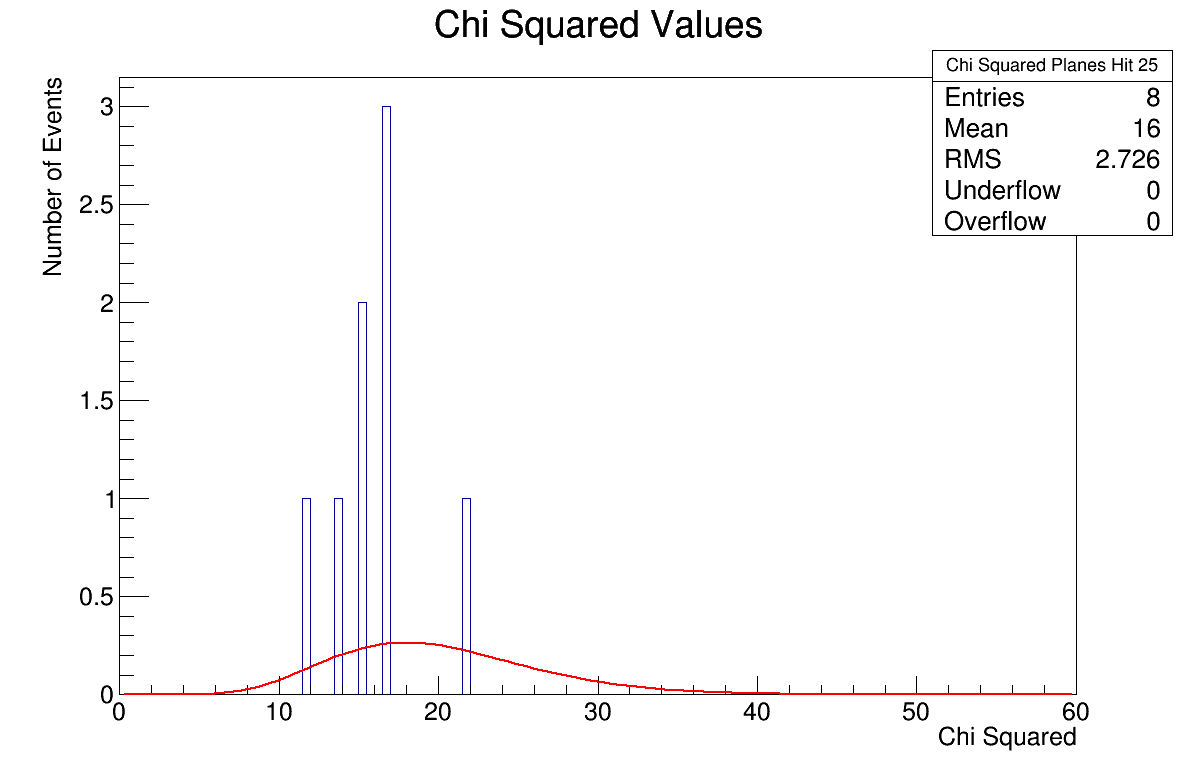 Chi Squared Values
Chi Squared Planes Hit 25
Entries 8
Mean 16
RMS 2.726
Underflow 0
Overflow 0
Number of Events
3
2.5
2
1.5
1
0.5
0
0 10 20 30 40 50 60
Chi Squared